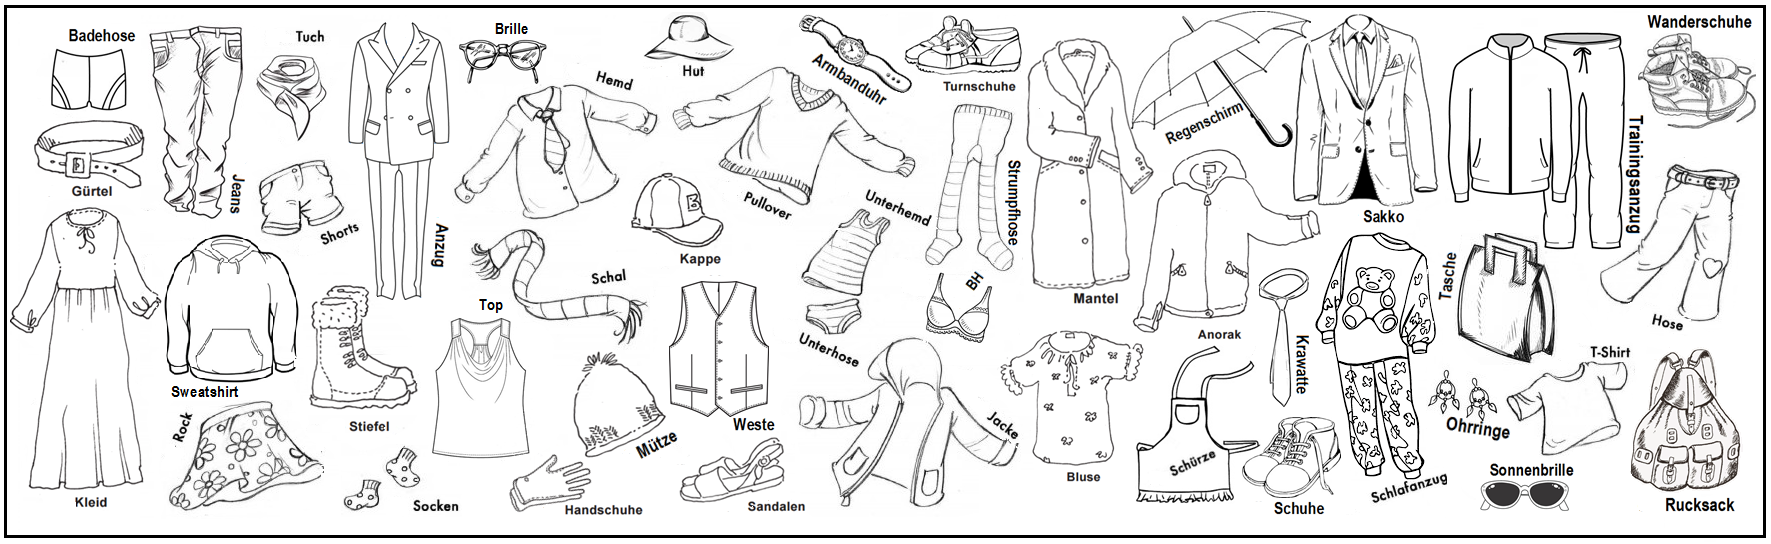 Badehose
Tuch
Brille
Hut
Armbanduhr
Turnschuhe
Wanderschuhe
Hemd
Regenschirm
Gürtel
Jeans
Shorts
Anzug
Pullover
Kappe
Unterhemd
Strumpfhose
Sakko
Trainingsanzug
Schal
BH
Mantel
Anorak
Tasche
Hose
Top
Unterhose
Krawatte
T-Shirt
Sweatshirt
Rock
Stiefel
Mütze
Weste
Jacke
Bluse
Schürze
Ohrringe
Kleid
Socken
Handschuhe
Sandalen
Schuhe
Schlafanzug
Sonnenbrille
Rucksack
B